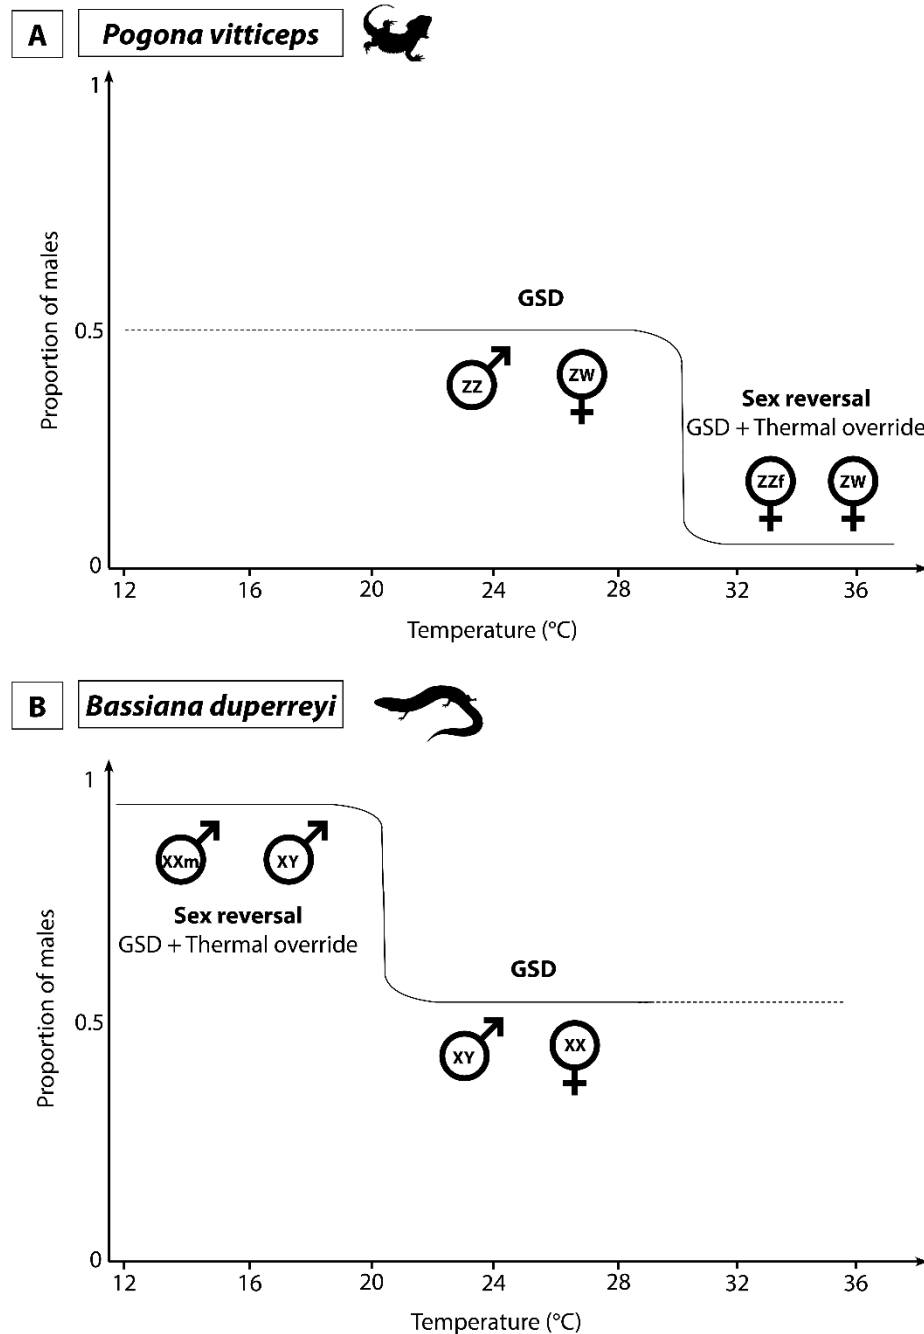 A
Pogona vitticeps
1
Proportion of males
GSD
0.5
ZZ
ZW
Sex reversal
GSD + Thermal override
ZZf
ZW
0
12 16 20 24 28 32 36
Temperature (°C)
B
Bassiana duperreyi
1
XXm
XY
Proportion of males
Sex reversal
GSD + Thermal override
GSD
0.5
XY
XX
0
12 16 20 24 28 32 36
Temperature (°C)